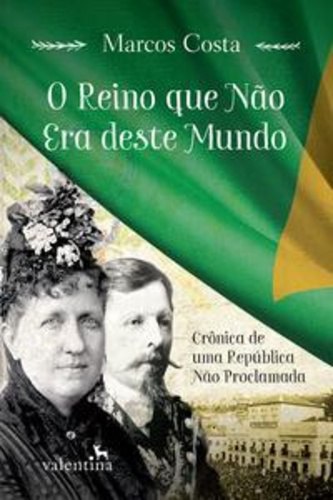 Marcos Costa
O Reino que Não
Era deste Mundo
Crônica de
uma República
Não Proclamada
valentina